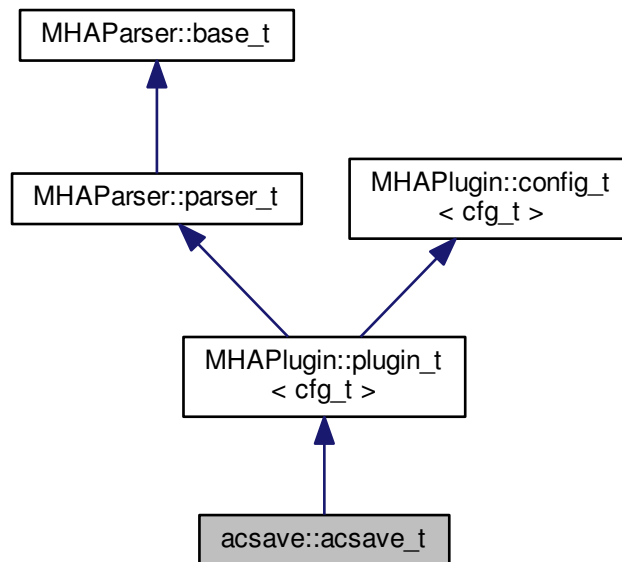 MHAParser::base_t
MHAParser::parser_t
MHAPlugin::config_t
< cfg_t >
MHAPlugin::plugin_t
< cfg_t >
acsave::acsave_t